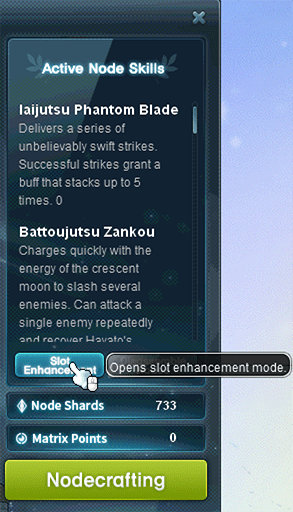 Active Node Skills
Iaijutsu Phantom Blade
Delivers a series of
unbelievably swift strikes.
Successful strikes grant a
buff that stacks up to 5
times. 0
Battoujutsu Zankou
Charges quickly with the
energy of the crescent
moon to slash several
enemies. Can attack a
single enemy repeatedly
and recover Hayato's
Slot
Enhancement
Opens slot enhancement mode.
Node Shards 733
Matrix Points 0
Nodecrafting